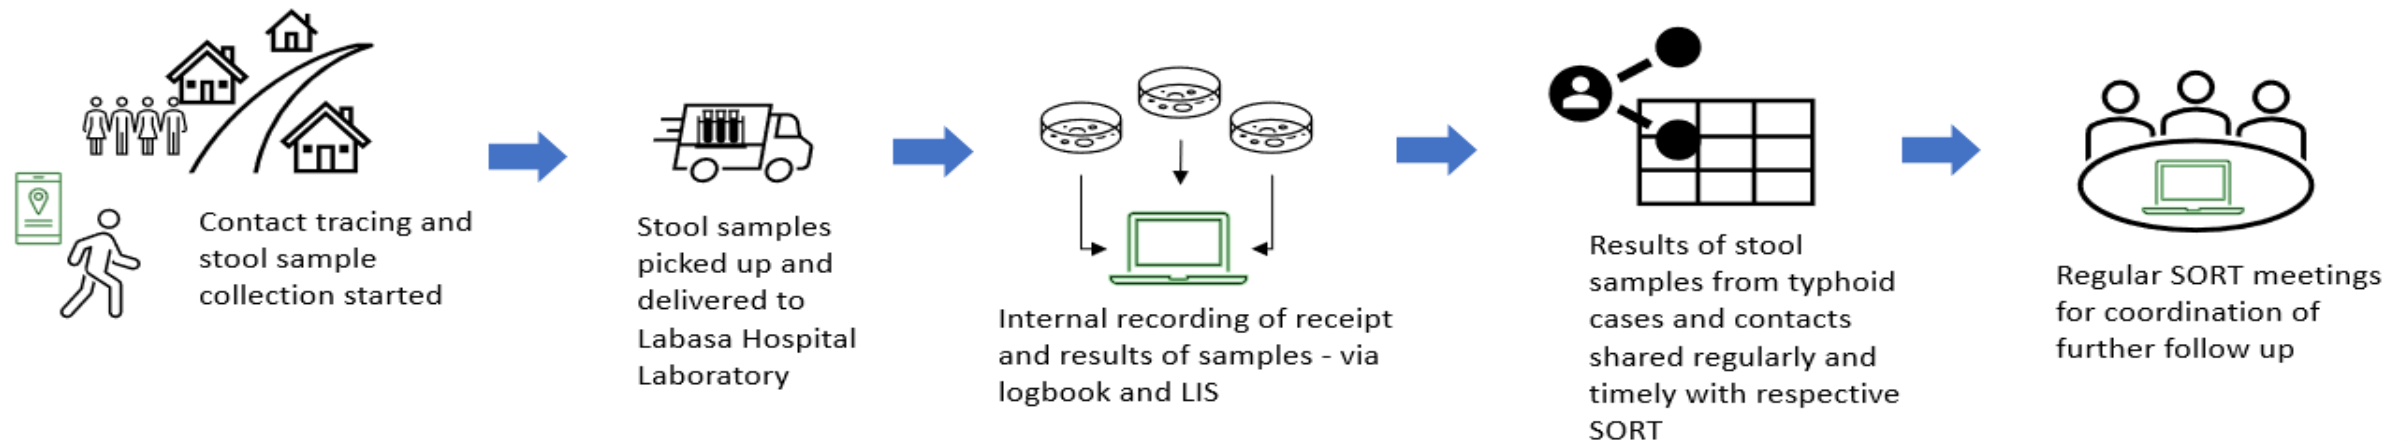 Contact tracing and
stool sample
collection started
Stool samples
picked up and
delivered to
Labasa Hospital
Laboratory
Internal recording of receipt
and results of samples - via
logbook and LIS
Results of stool
samples from typhoid
cases and contacts
shared regularly and
timely with respective
SORT
Regular SORT meetings
for coordination of
further follow up